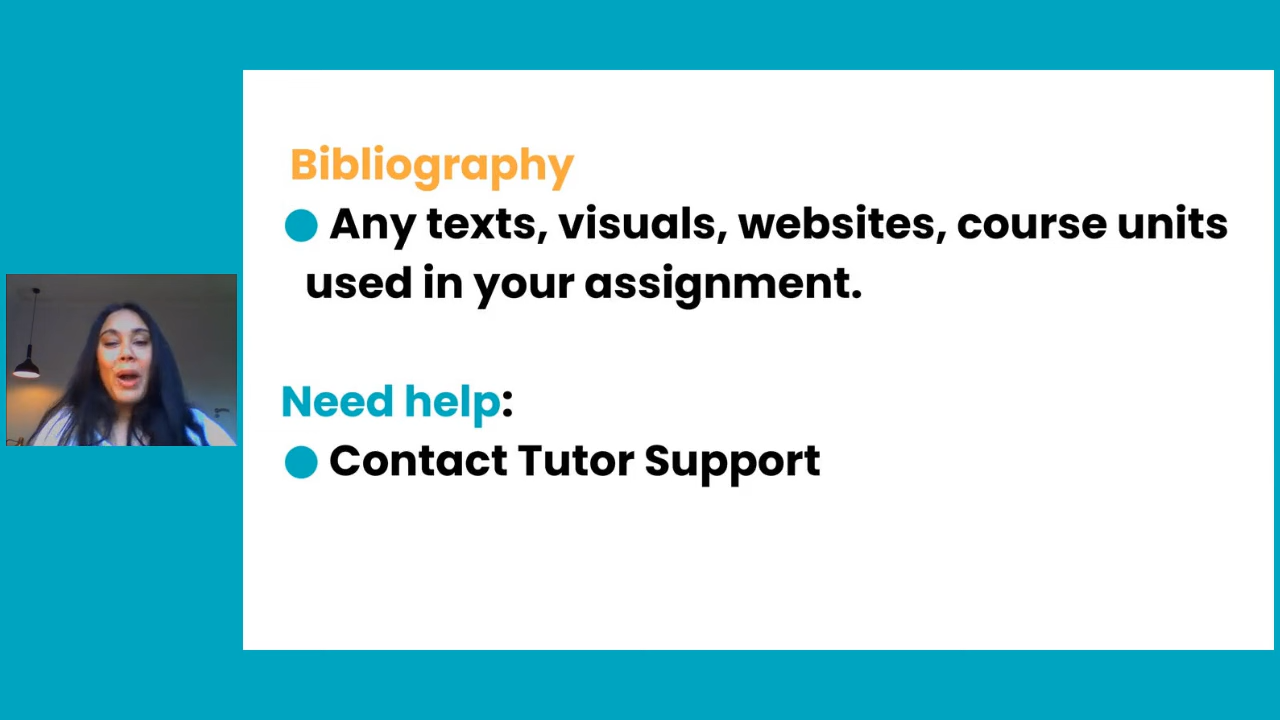 Bibliography
Any texts, visuals, websites, course units
used in your assignment.
Need help:
Contact Tutor Support